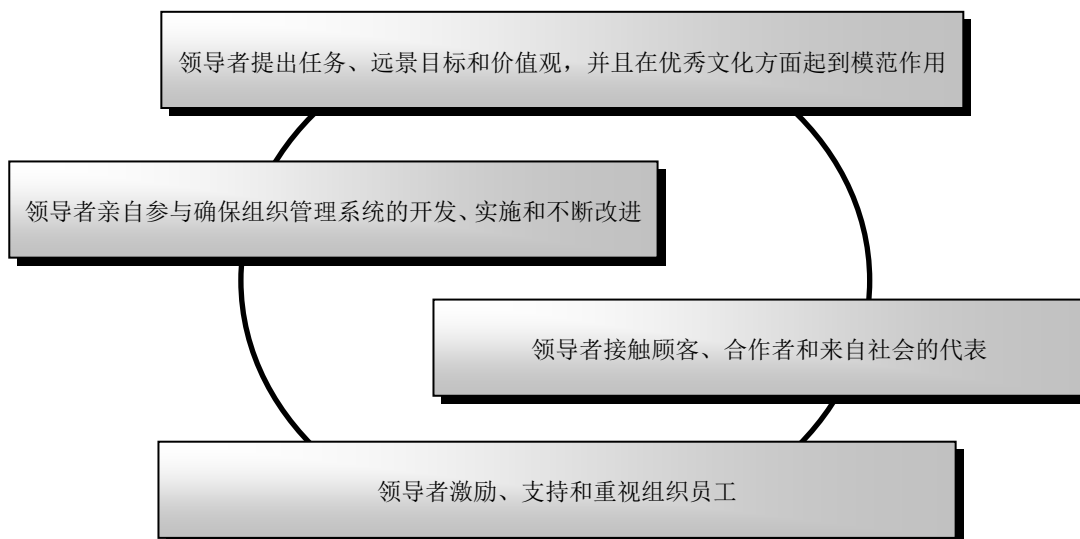 领导者提出任务、远景目标和价值观，并且在优秀文化方面起到模范作用
领导者亲自参与确保组织管理系统的开发、实施和不断改进
领导者接触顾客、合作者和来自社会的代表
领导者激励、支持和重视组织员工